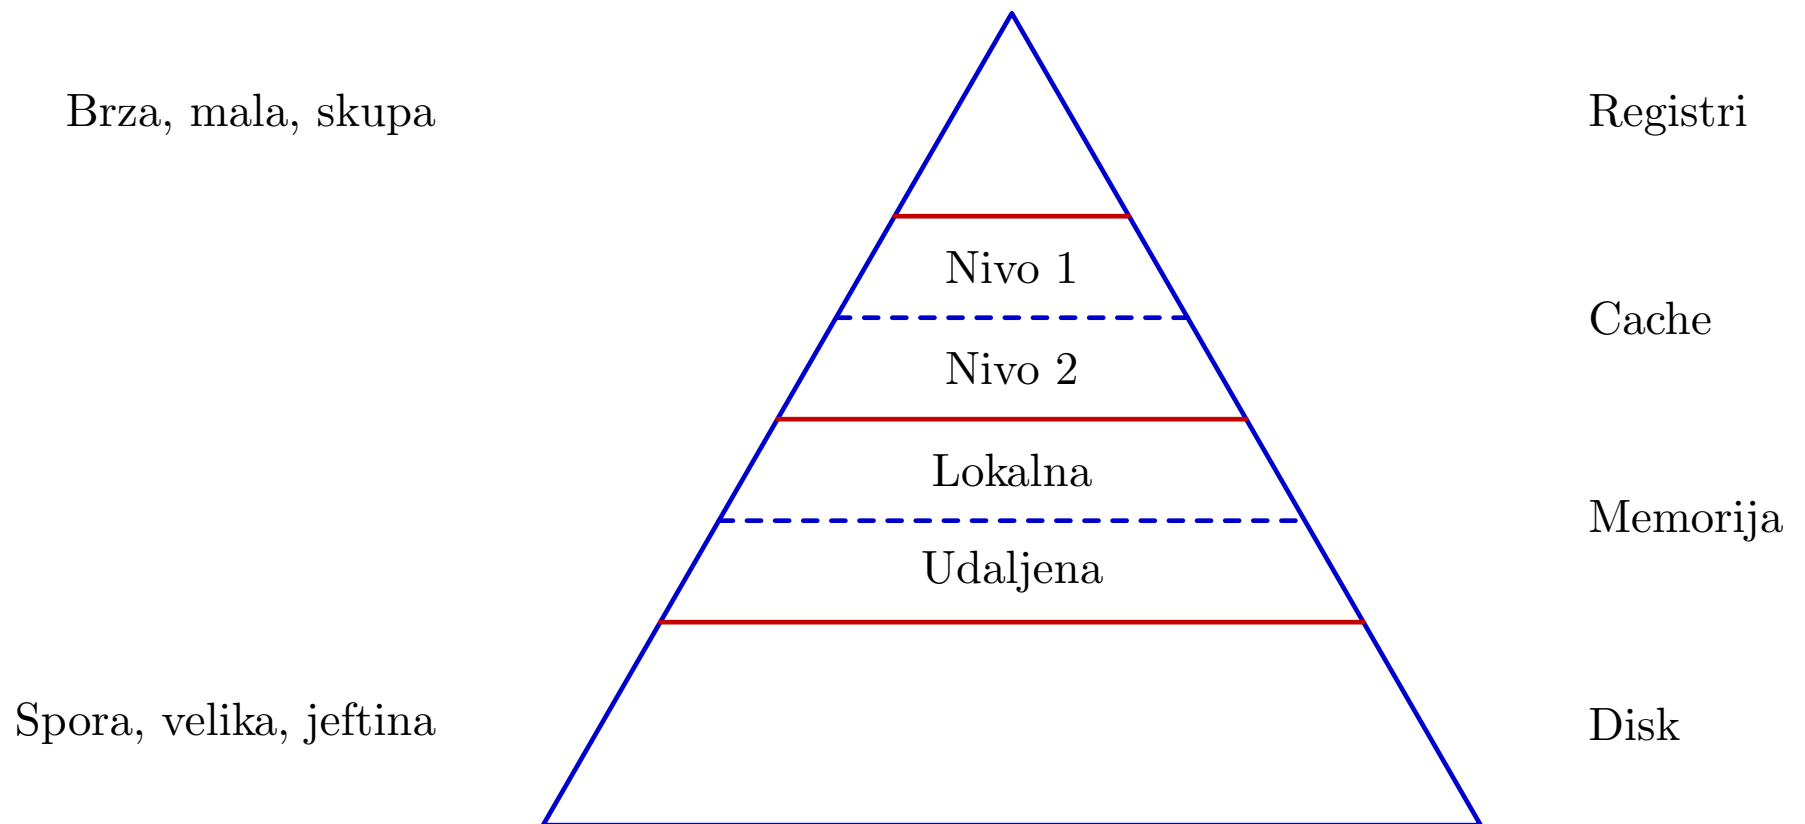 Brza, mala, skupa
Registri
Nivo 1
Cache
Nivo 2
Lokalna
Memorija
Udaljena
Spora, velika, jeftina
Disk